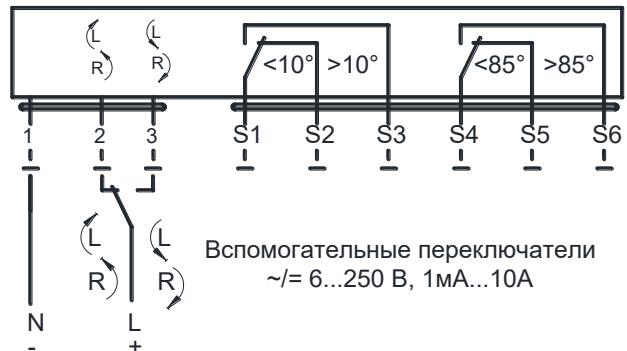 L L
R) R)
<10° >10° <85° >85°
1 2 3 S1 S2 S3 S4 S5 S6
L L
R) R)
Вспомогательные переключатели
~/= 6...250 В, 1мА...10А
N L
- +